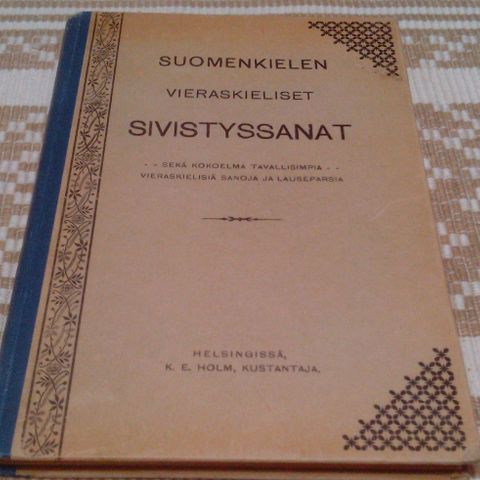 SUOMENKIELEN
VIERASKIELISET
SIVISTYSSANAT
- - SEKÄ KOKOELMA TAVALLISIMPIA - -
VIERASKIELISIÄ SANOJA JA LAUSEPARSIA
HELSINGISSÄ,
K. E. HOLM, KUSTANTAJA.